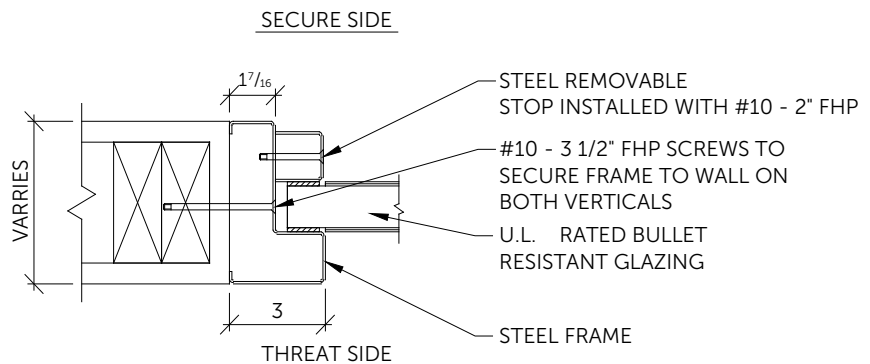 SECURE SIDE
1 7/16
STEEL REMOVABLE
STOP INSTALLED WITH #10 - 2" FHP
#10 - 3 1/2" FHP SCREWS TO
SECURE FRAME TO WALL ON
BOTH VERTICALS
VARRIES
U.L. RATED BULLET
RESISTANT GLAZING
3
STEEL FRAME
THREAT SIDE